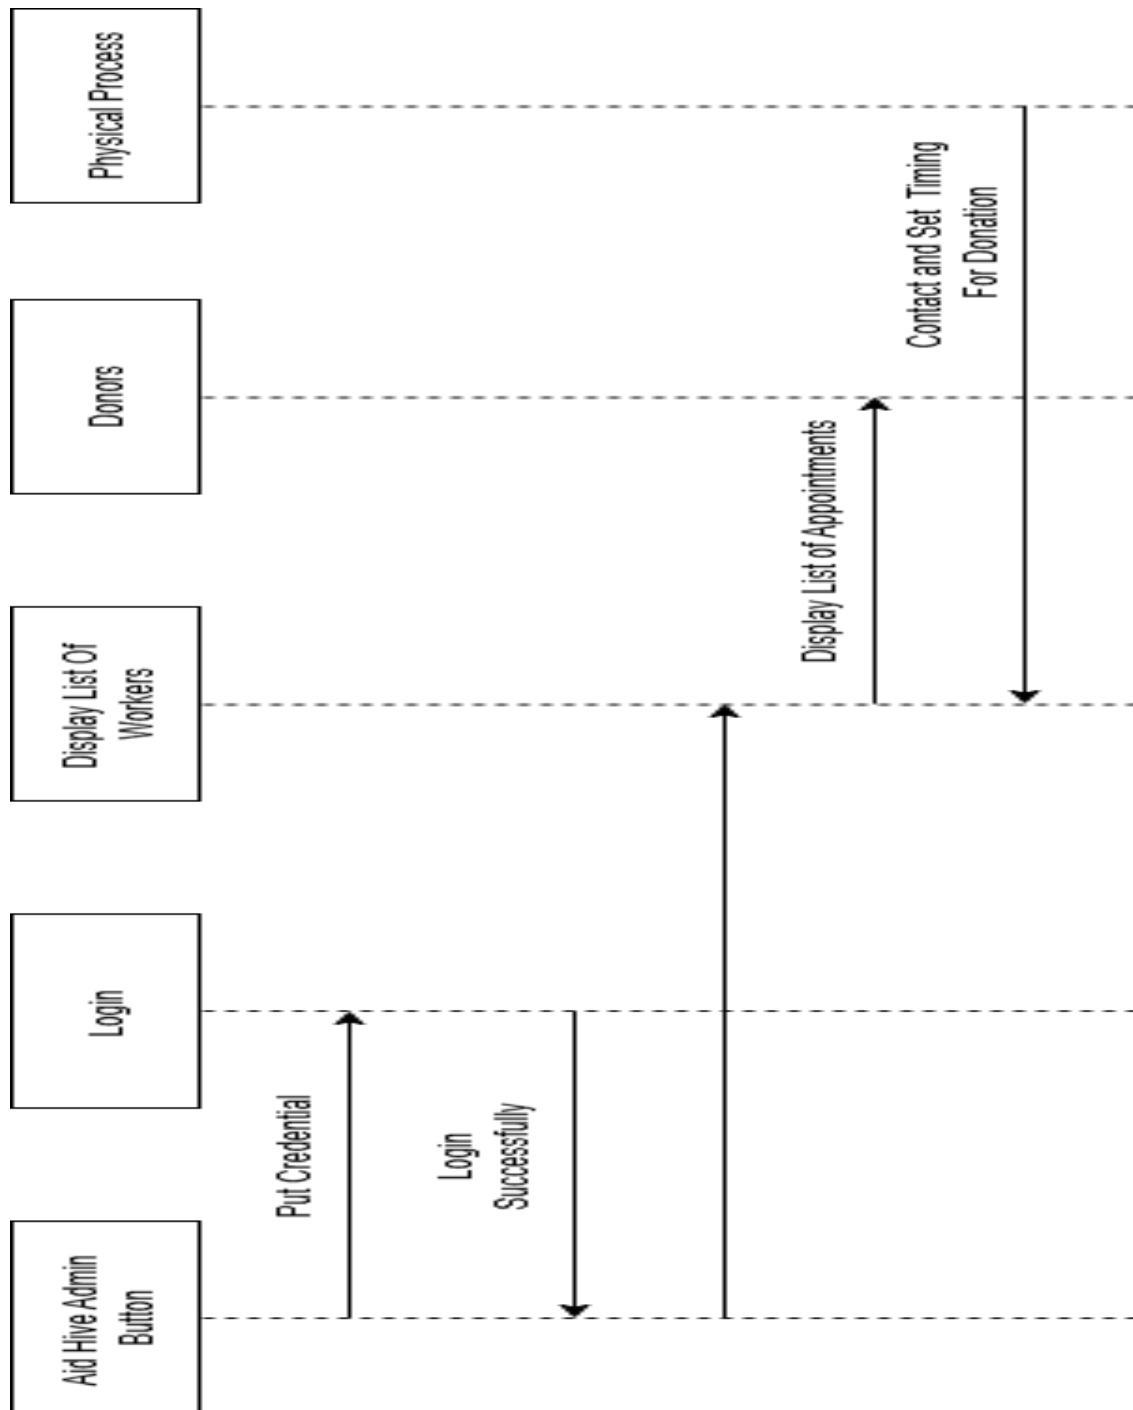 Aid Hive Admin
Button
Login
Display List Of
Workers
Donors
Physical Process
Put Credential
Login
Successfully
Display List of Appointments
Contact and Set Timing
For Donation